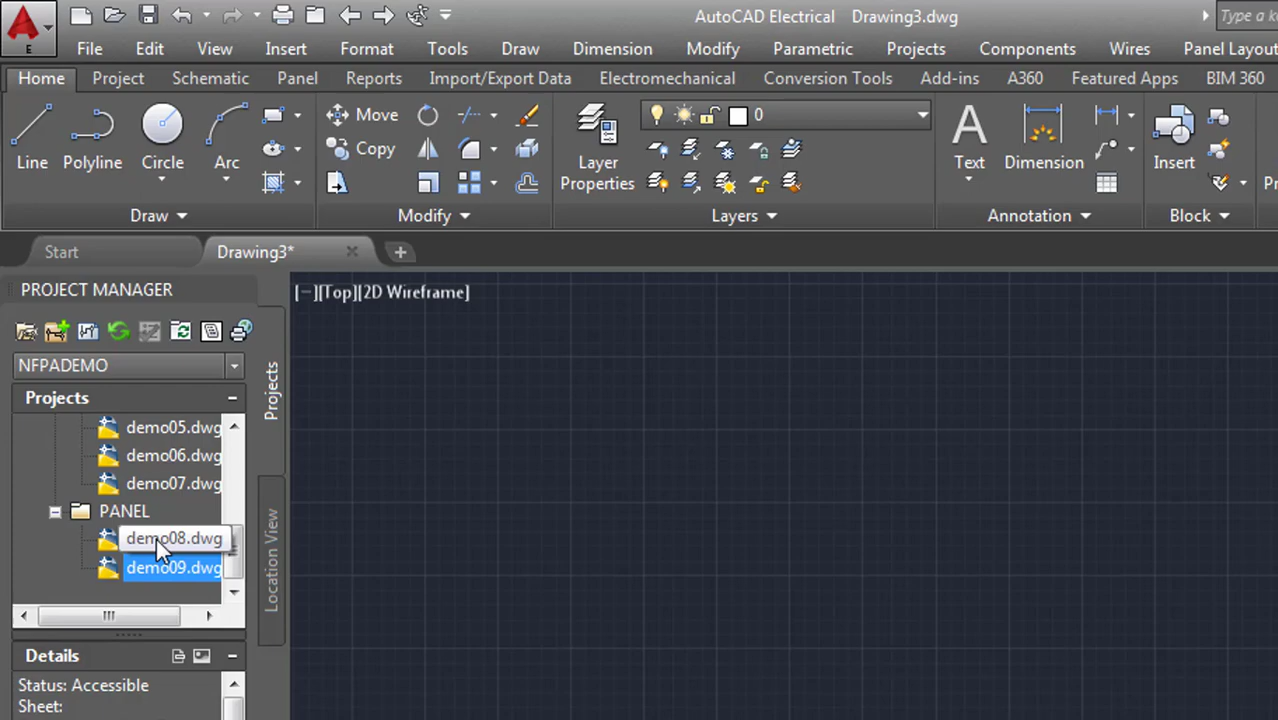 AutoCAD Electrical Drawing3.dwg
Type a k
E
File Edit View Insert Format Tools Draw Dimension Modify Parametric Projects Components Wires Panel Layou
Home Project Schematic Panel Reports Import/Export Data Electromechanical Conversion Tools Add-ins A360 Featured Apps BIM 360
Move 0
Copy
Line Polyline Circle Arc Layer Properties Text Dimension Insert
Draw Modify Layers Annotation Block
Start Drawing3*
PROJECT MANAGER
[−][Top][2D Wireframe]
NFPADEMO
Projects
Projects
demo05.dwg
demo06.dwg
demo07.dwg
PANEL
demo08.dwg
demo09.dwg
Location View
Details
Status: Accessible
Sheet: